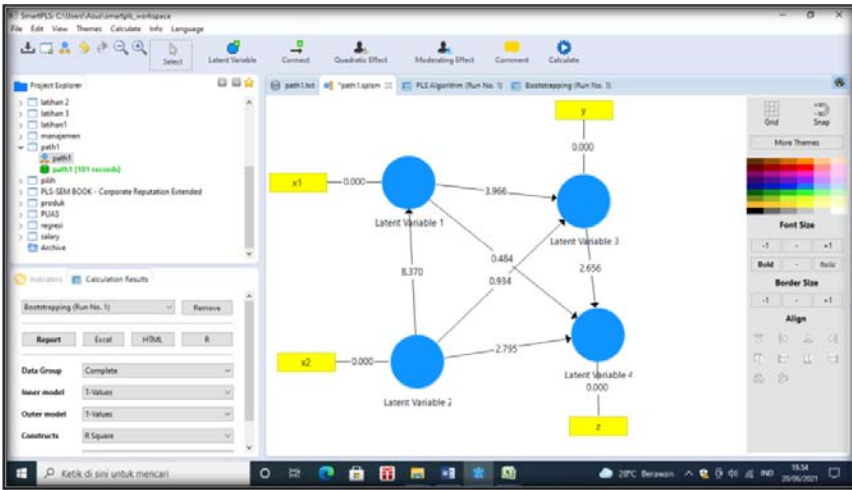 SmartPLS: C:\Users\Asus\smartpls_workspace
File Edit View Themes Calculate Info Language
Select
Latent Variable
Connect
Quadratic Effect
Moderating Effect
Comment
Calculate
Project Explorer
latihan 2
latihan 3
latihan1
manajemen
path1
path1
path1 [101 records]
pilih
PLS-SEM BOOK - Corporate Reputation Extended
produk
PUAS
regresi
salary
Archive
Indicators
Calculation Results
Bootstrapping (Run No. 1)
Remove
Report
Excel
HTML
R
Data Group
Complete
Inner model
T-Values
Outer model
T-Values
Constructs
R Square
path1.txt
*path1.splsm
PLS Algorithm (Run No. 1)
Bootstrapping (Run No. 1)
y
0.000
x1
0.000
3.966
Latent Variable 1
Latent Variable 3
0.484
8.370
0.934
2.656
x2
0.000
2.795
Latent Variable 2
Latent Variable 4
0.000
z
Grid
Snap
More Themes
Font Size
-1
-
+1
Bold
-
Italic
Border Size
-1
-
+1
Align
Ketik di sini untuk mencari
28°C Berawan
IND
19.54
20/06/2021